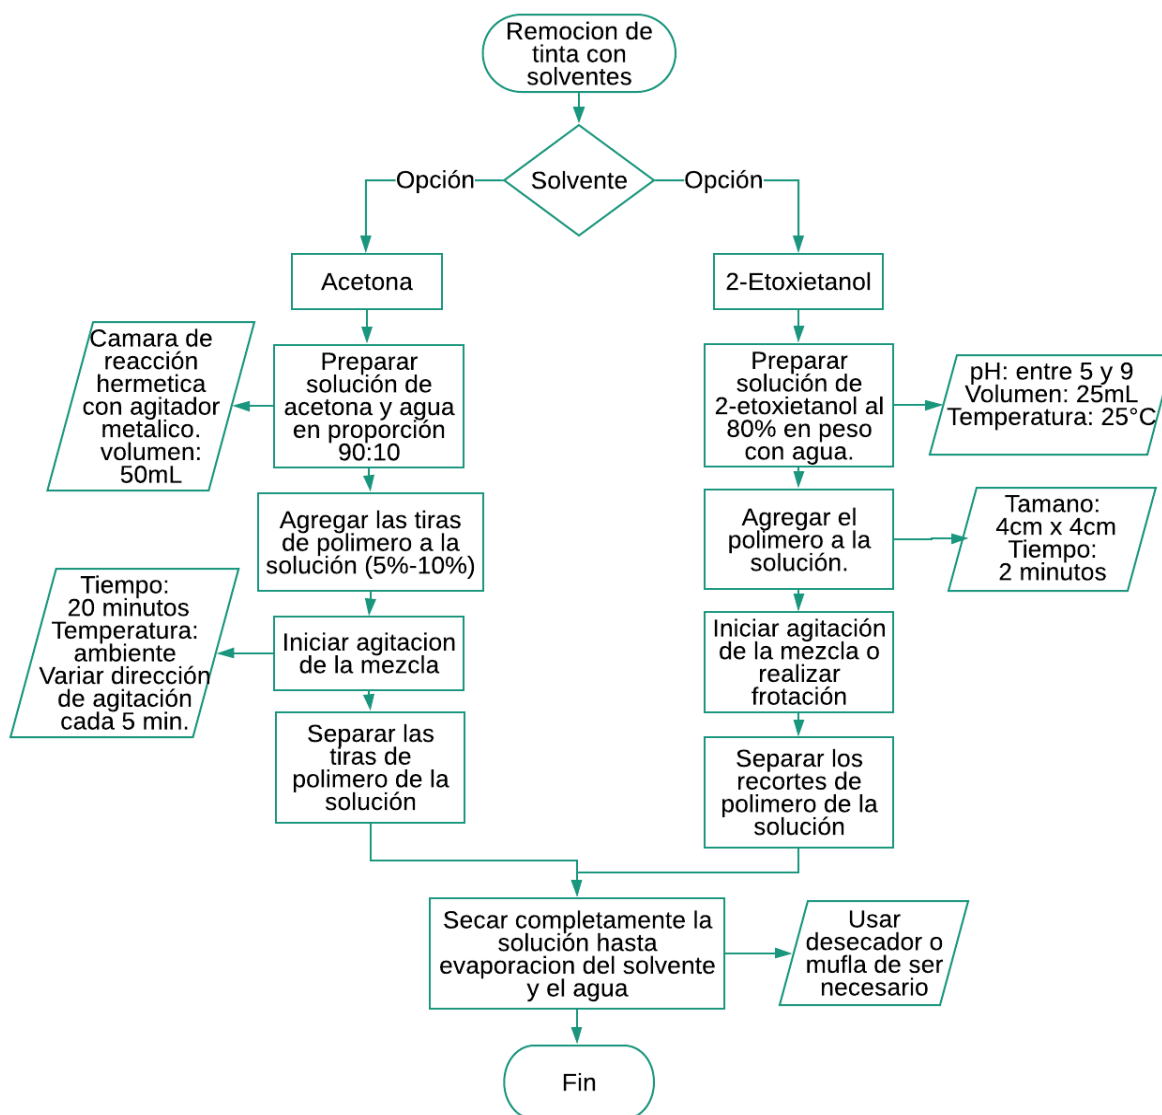 Remocion de
tinta con
solventes
Opción
Solvente
Opción
Acetona
2-Etoxietanol
Camara de
reacción
hermetica
con agitador
metalico.
volumen:
50mL
Preparar
solución de
acetona y agua
en proporción
90:10
Preparar
solución de
2-etoxietanol al
80% en peso
con agua.
pH: entre 5 y 9
Volumen: 25mL
Temperatura: 25°C
Agregar las tiras
de polimero a la
solución (5%-10%)
Agregar el
polimero a la
solución.
Tamano:
4cm x 4cm
Tiempo:
2 minutos
Tiempo:
20 minutos
Temperatura:
ambiente
Variar dirección
de agitación
cada 5 min.
Iniciar agitacion
de la mezcla
Iniciar agitación
de la mezcla o
realizar
frotación
Separar las
tiras de
polimero de la
solución
Separar los
recortes de
polimero de la
solución
Secar completamente la
solución hasta
evaporacion del solvente
y el agua
Usar
desecador o
mufla de ser
necesario
Fin